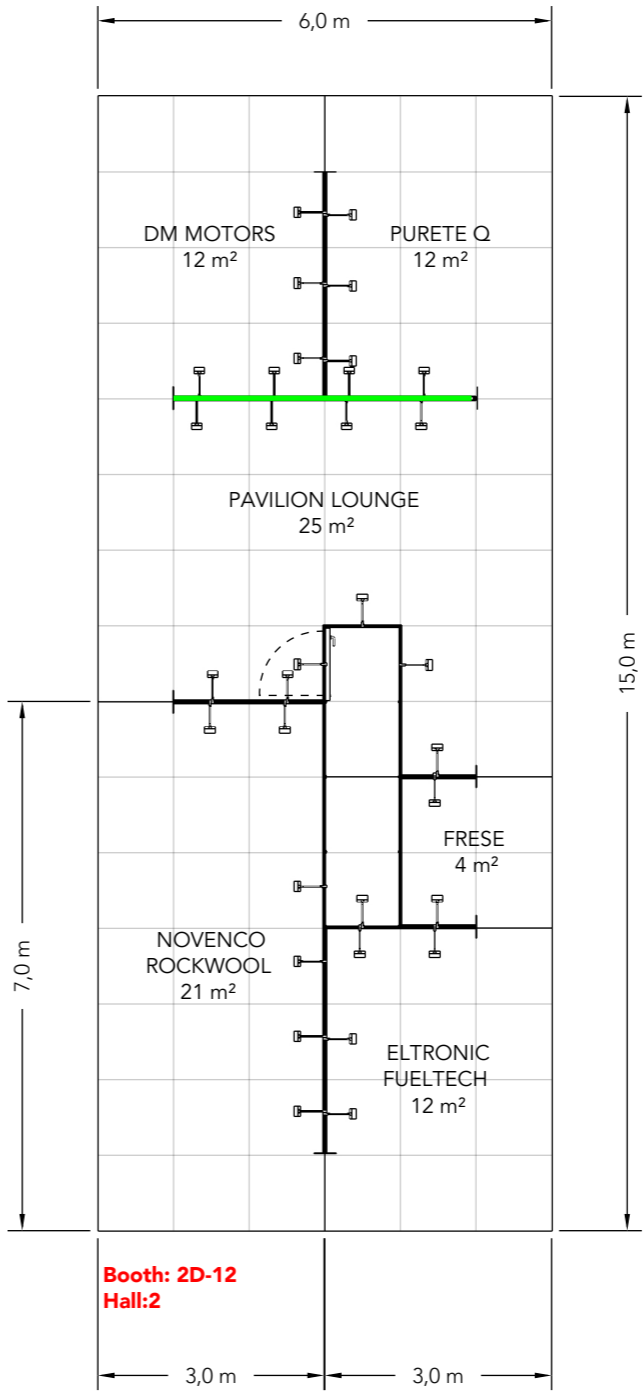 6,0 m
DM MOTORS
12 m²
PURETE Q
12 m²
PAVILION LOUNGE
25 m²
15,0 m
FRESE
4 m²
7,0 m
NOVENCO
ROCKWOOL
21 m²
ELTRONIC
FUELTECH
12 m²
Booth: 2D-12
Hall:2
3,0 m
3,0 m